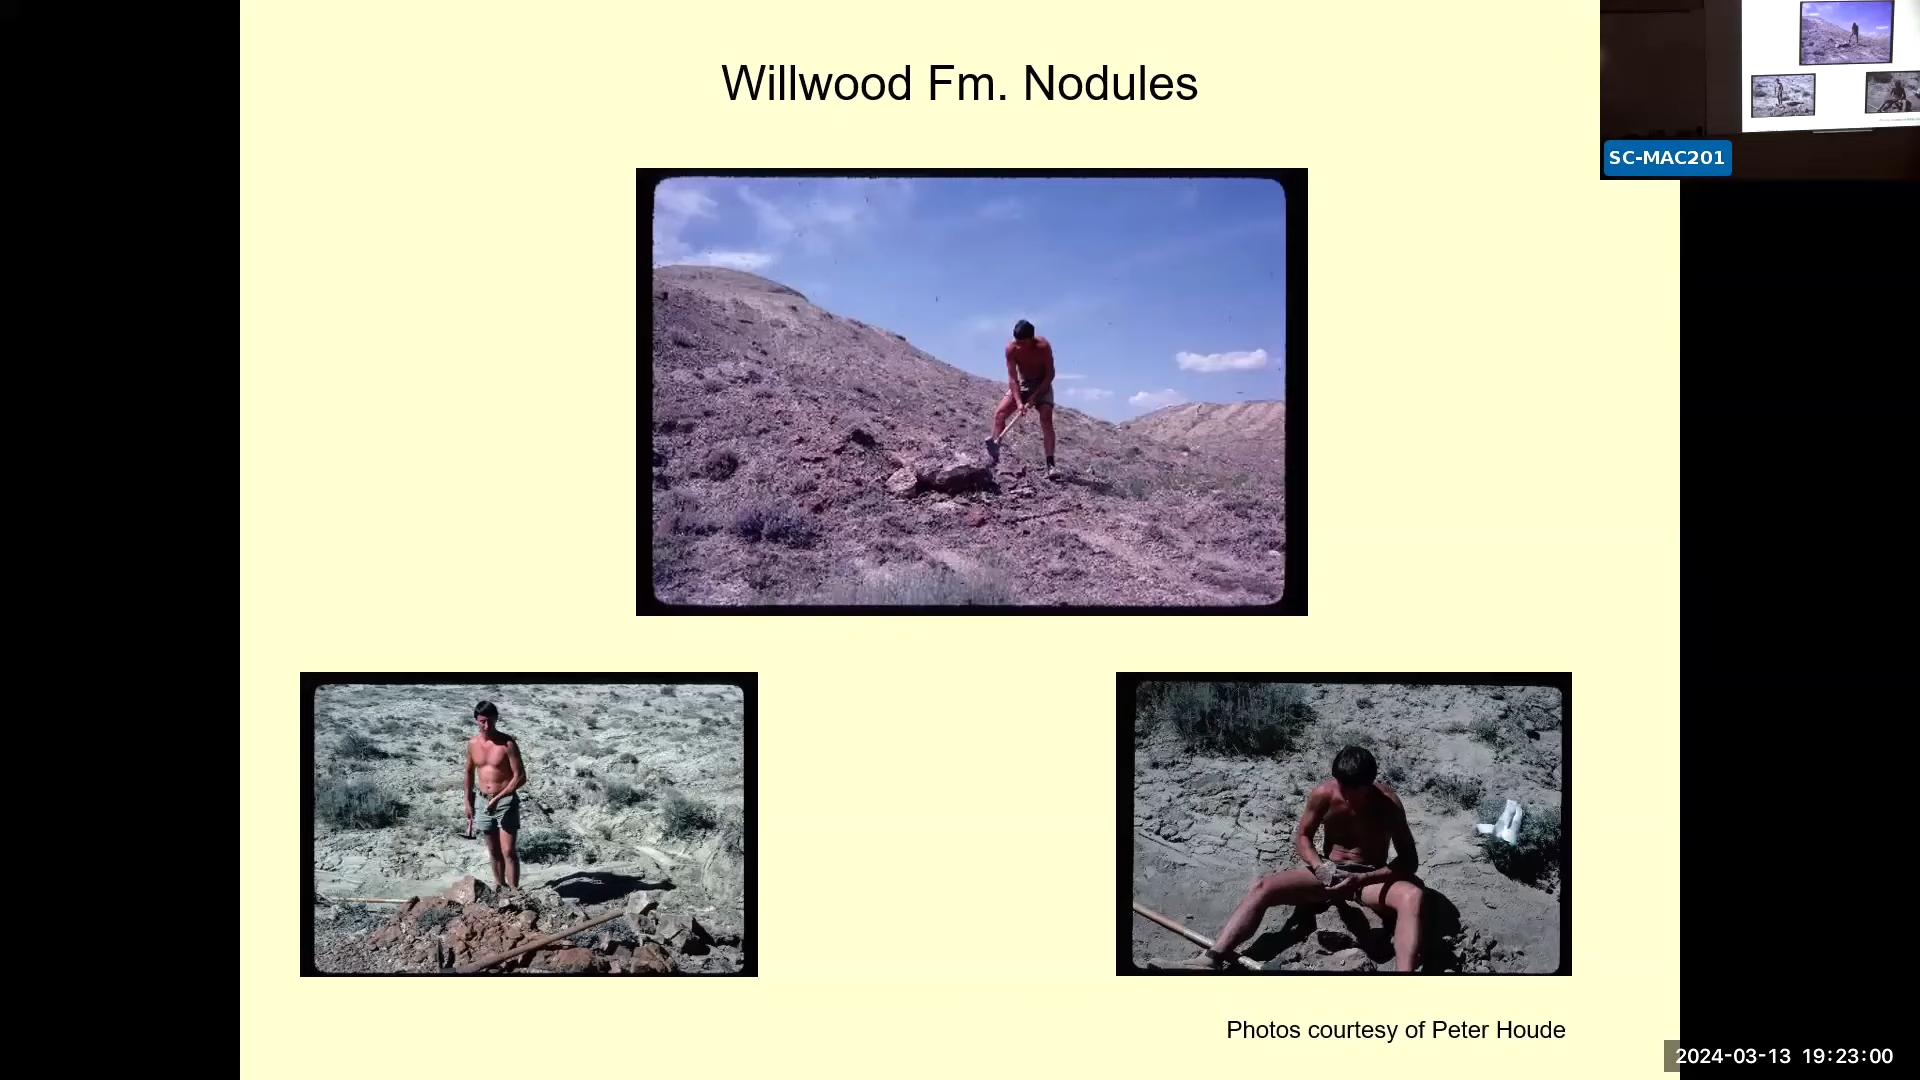 Willwood Fm. Nodules
SC-MAC201
Photos courtesy of Peter Houde
2024-03-13 19:23:00